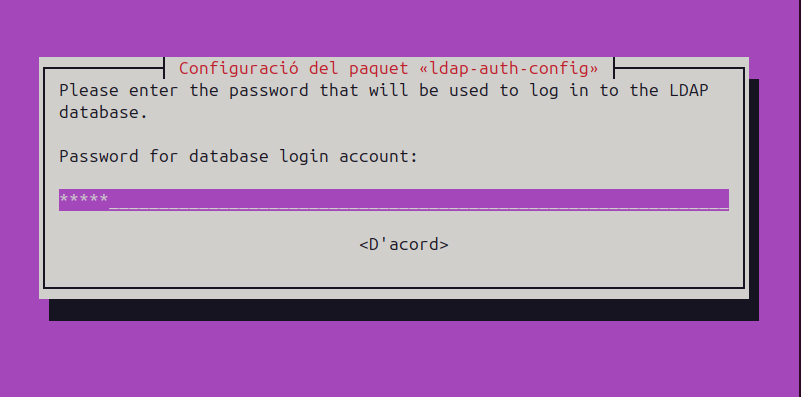 Configuració del paquet «ldap-auth-config»
Please enter the password that will be used to log in to the LDAP
database.
Password for database login account:
*****______________________________________________________________
<D'acord>